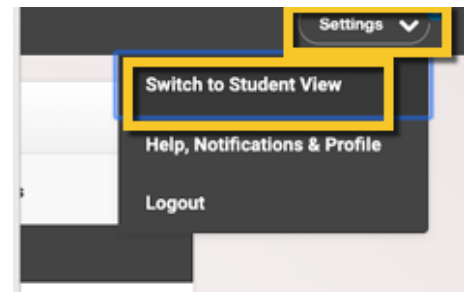 Settings
Switch to Student View
Help, Notifications & Profile
Logout